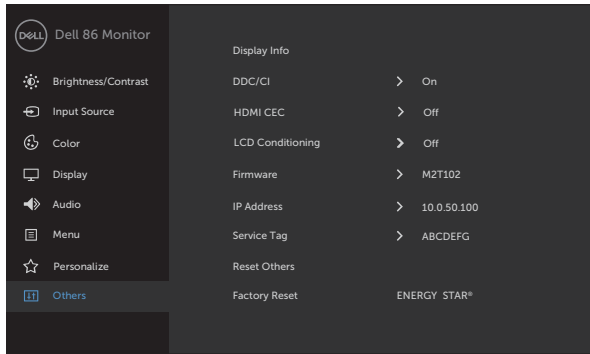 DELL Dell 86 Monitor
Brightness/Contrast
Input Source
Color
Display
Audio
Menu
Personalize
Others
Display Info
DDC/CI > On
HDMI CEC > Off
LCD Conditioning > Off
Firmware > M2T102
IP Address > 10.0.50.100
Service Tag > ABCDEFG
Reset Others
Factory Reset ENERGY STAR®